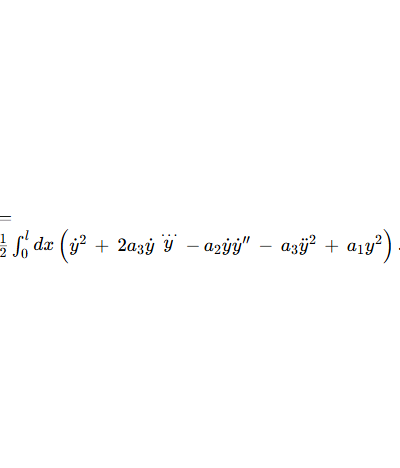 =
½ ∫₀ˡ dx (ẏ² + 2a₃ẏ y⃛ − a₂ẏẏ″ − a₃ÿ² + a₁y²).